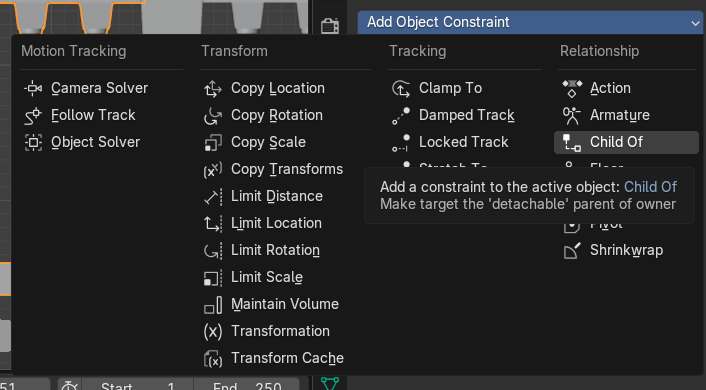 Add Object Constraint
Motion Tracking
Camera Solver
Follow Track
Object Solver
Transform
Copy Location
Copy Rotation
Copy Scale
Copy Transforms
Limit Distance
Limit Location
Limit Rotation
Limit Scale
Maintain Volume
Transformation
Transform Cache
Tracking
Clamp To
Damped Track
Locked Track
Stretch To
Relationship
Action
Armature
Child Of
Floor
Pivot
Shrinkwrap
Add a constraint to the active object: Child Of
Make target the 'detachable' parent of owner
51
Start 1
End 250